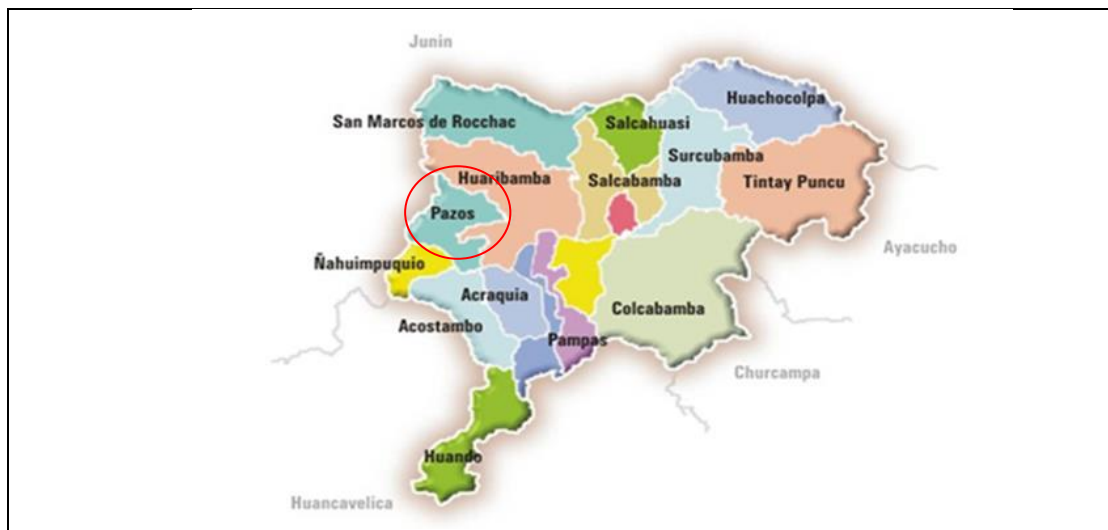 Junin
Huachocolpa
San Marcos de Rocchac
Salcahuasi
Surcubamba
Huaribamba
Salcabamba
Tintay Puncu
Pazos
Ayacucho
Ñahuimpuquio
Acraquia
Colcabamba
Acostambo
Pampas
Churcampa
Huando
Huancavelica